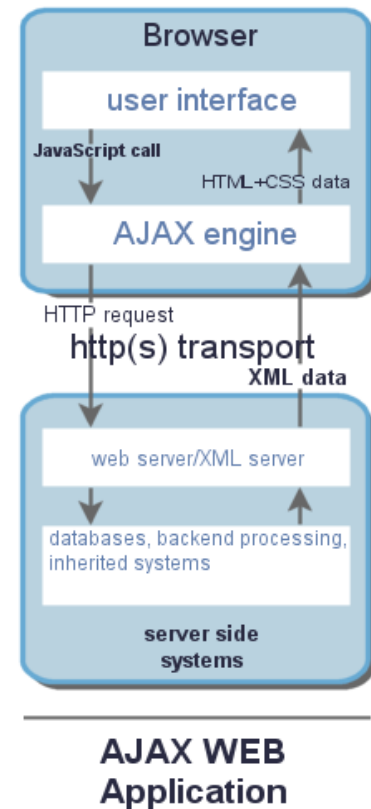 Browser
user interface
JavaScript call
HTML+CSS data
AJAX engine
HTTP request
http(s) transport
XML data
web server/XML server
databases, backend processing,
inherited systems
server side
systems
AJAX WEB
Application